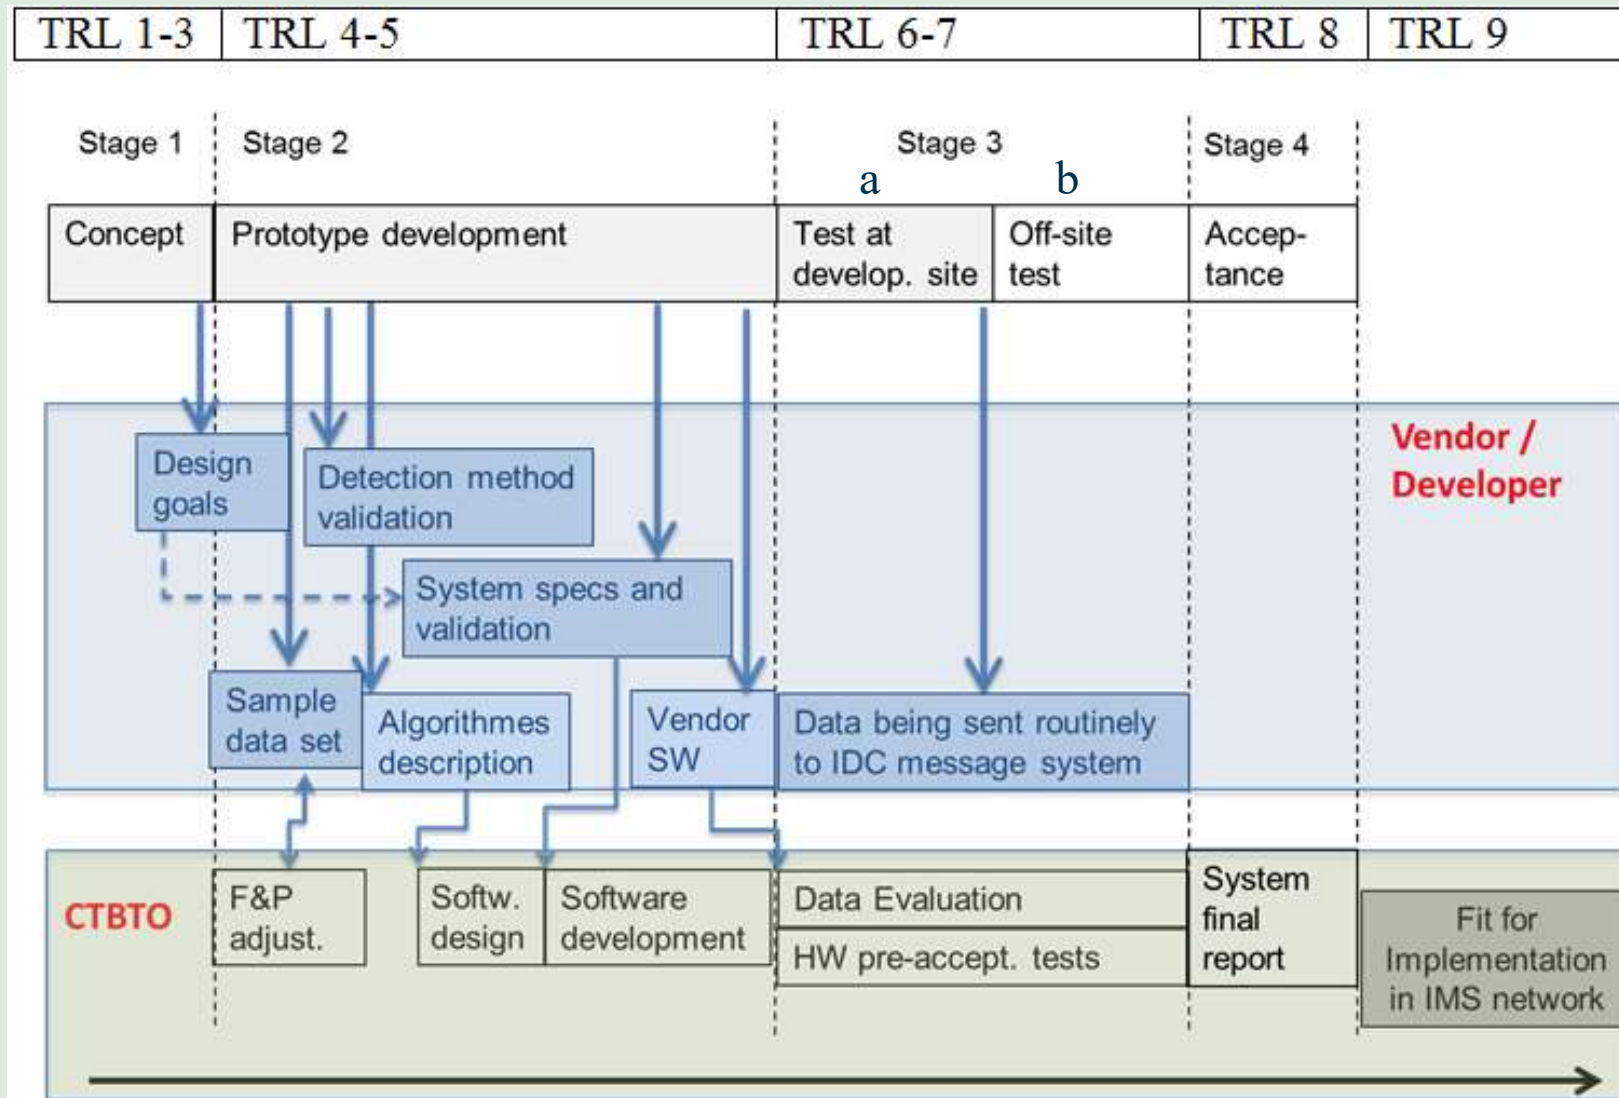 TRL 1-3 TRL 4-5 TRL 6-7 TRL 8 TRL 9
Stage 1 Stage 2 Stage 3 Stage 4
a b
Concept
Prototype development
Test at
develop. site
Off-site
test
Accep-
tance
Vendor /
Developer
Design
goals
Detection method
validation
System specs and
validation
Sample
data set
Algorithmes
description
Vendor
SW
Data being sent routinely
to IDC message system
CTBTO
F&P
adjust.
Softw.
design
Software
development
Data Evaluation
HW pre-accept. tests
System
final
report
Fit for
Implementation
in IMS network